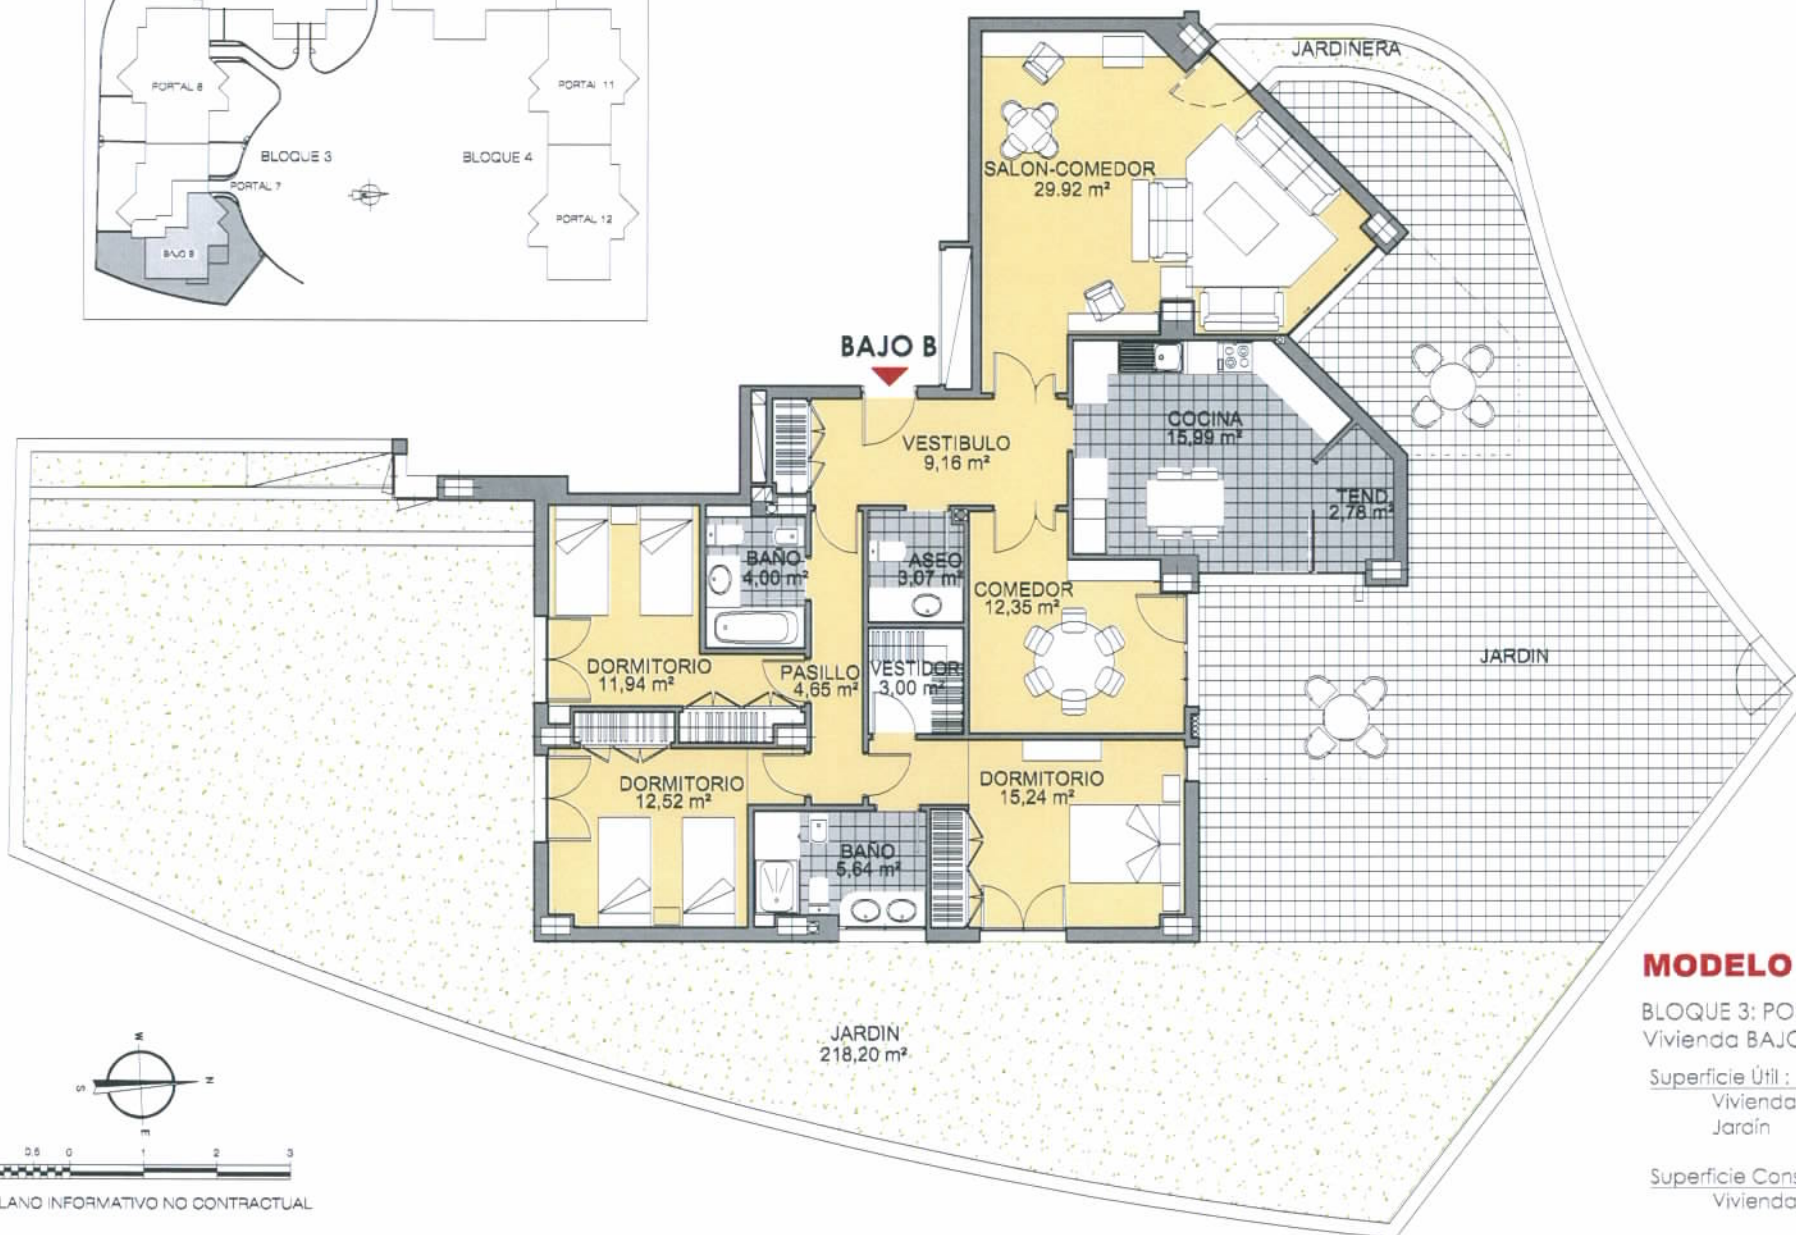 PORTAL 6
PORTAL 11
BLOQUE 3
BLOQUE 4
PORTAL 7
PORTAL 12
BAJO B
JARDINERA
SALON-COMEDOR
29.92 m²
BAJO B
COCINA
15,99 m²
VESTIBULO
9,16 m²
TEND.
2,78 m²
BAÑO
4,00 m²
ASEO
3,07 m²
COMEDOR
12,35 m²
JARDIN
DORMITORIO
11,94 m²
PASILLO
4,65 m²
VESTIDOR
3,00 m²
DORMITORIO
12,52 m²
DORMITORIO
15,24 m²
BAÑO
5,64 m²
JARDIN
218,20 m²
MODELO
BLOQUE 3: PO
Vivienda BAJO
Superficie Útil :
Vivienda
Jardín
Superficie Cons
Vivienda
W
S
N
E
0.5 0 1 2 3
LANO INFORMATIVO NO CONTRACTUAL